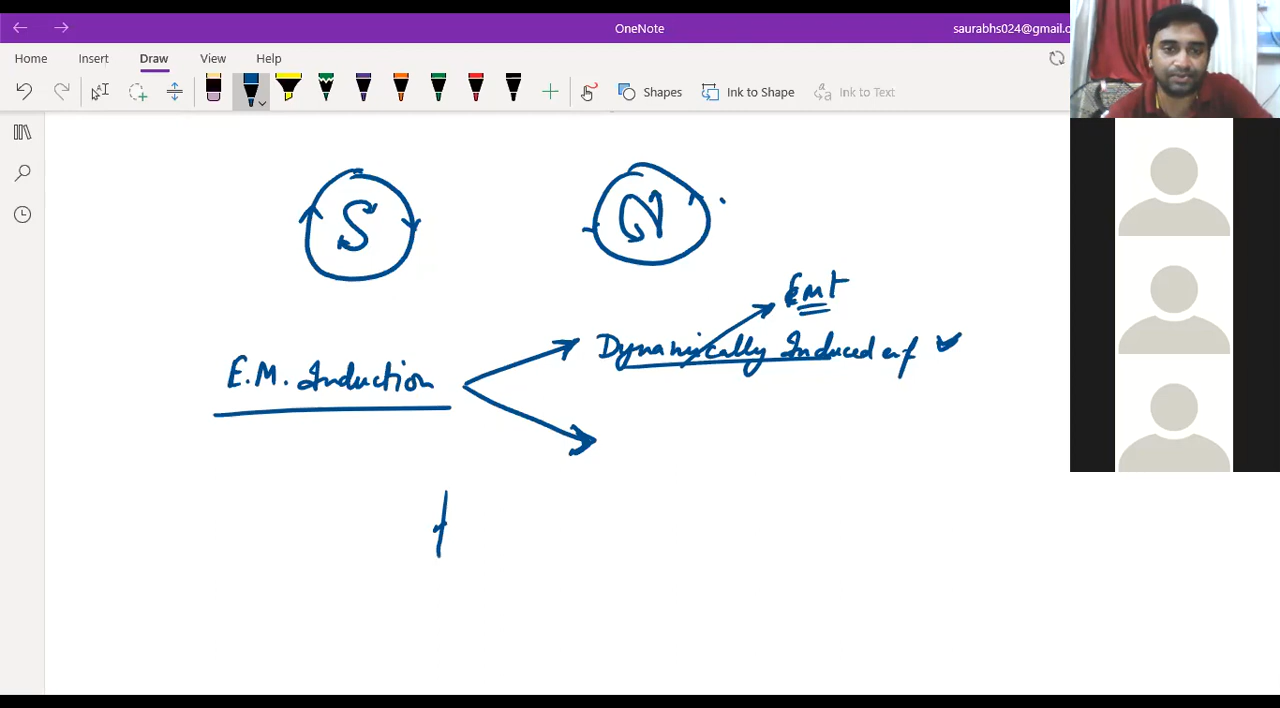 OneNote
saurabhs024@gmail.c
Home Insert Draw View Help
Shapes Ink to Shape Ink to Text
S N
Emf
Dynamically Induced emf
E.M. Induction